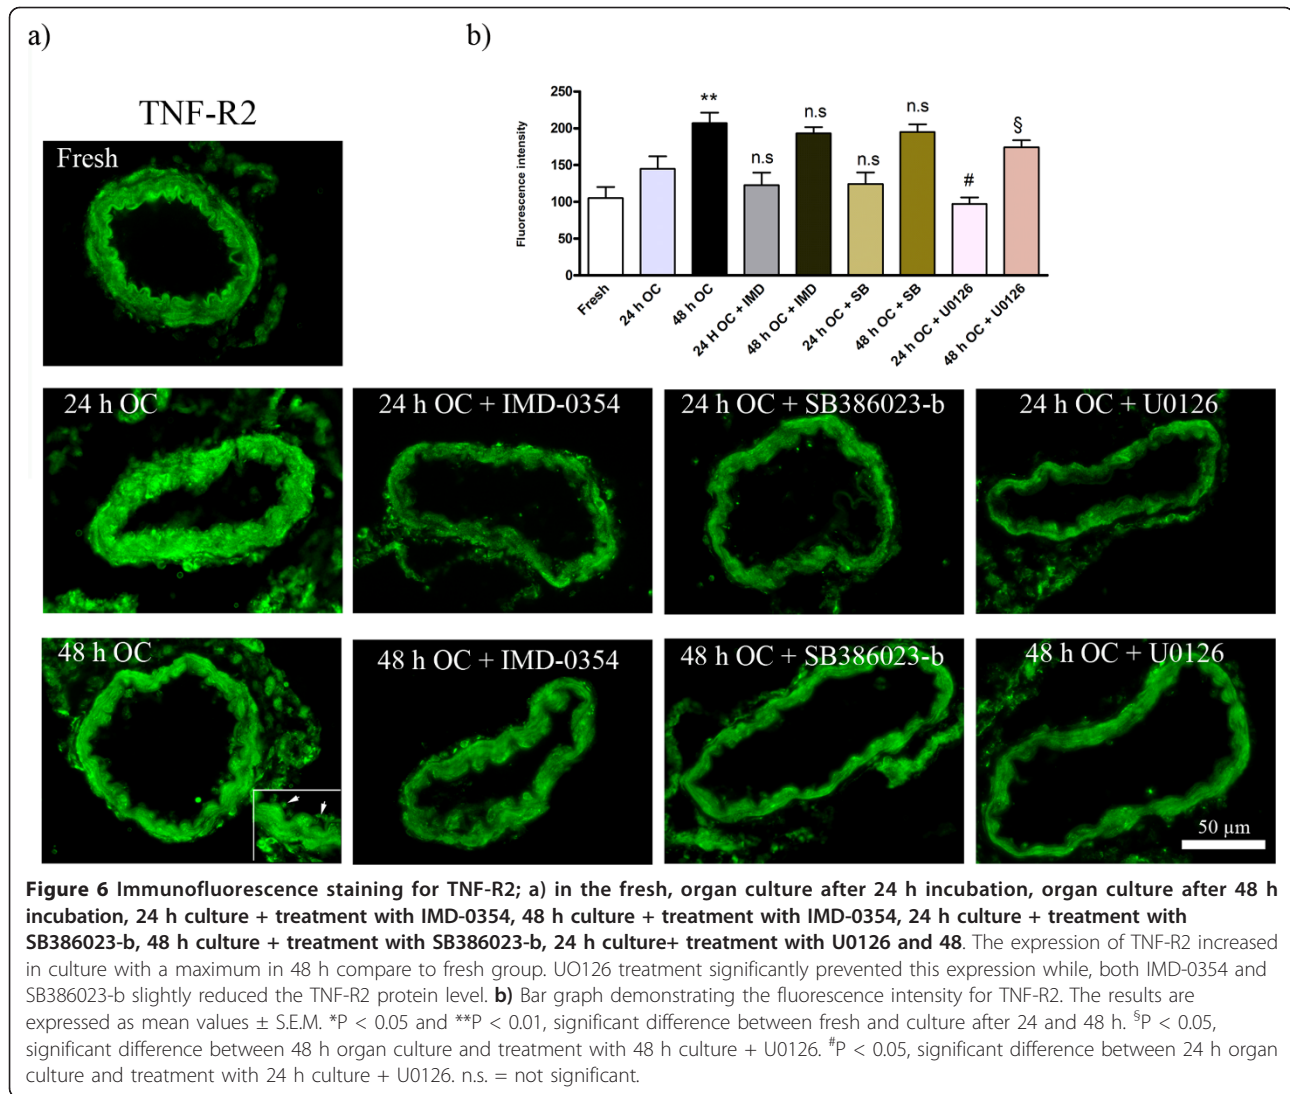 a)
b)
TNF-R2
Fresh
Fluorescence intensity
250
200
150
100
50
0
**
n.s
n.s
n.s
n.s
#
§
Fresh
24 h OC
48 h OC
24 H OC + IMD
48 h OC + IMD
24 h OC + SB
48 h OC + SB
24 h OC + U0126
48 h OC + U0126
24 h OC
24 h OC + IMD-0354
24 h OC + SB386023-b
24 h OC + U0126
48 h OC
48 h OC + IMD-0354
48 h OC + SB386023-b
48 h OC + U0126
50 µm
Figure 6 Immunofluorescence staining for TNF-R2; a) in the fresh, organ culture after 24 h incubation, organ culture after 48 h
incubation, 24 h culture + treatment with IMD-0354, 48 h culture + treatment with IMD-0354, 24 h culture + treatment with
SB386023-b, 48 h culture + treatment with SB386023-b, 24 h culture+ treatment with U0126 and 48. The expression of TNF-R2 increased
in culture with a maximum in 48 h compare to fresh group. UO126 treatment significantly prevented this expression while, both IMD-0354 and
SB386023-b slightly reduced the TNF-R2 protein level. b) Bar graph demonstrating the fluorescence intensity for TNF-R2. The results are
expressed as mean values ± S.E.M. *P < 0.05 and **P < 0.01, significant difference between fresh and culture after 24 and 48 h. §P < 0.05,
significant difference between 48 h organ culture and treatment with 48 h culture + U0126. #P < 0.05, significant difference between 24 h organ
culture and treatment with 24 h culture + U0126. n.s. = not significant.